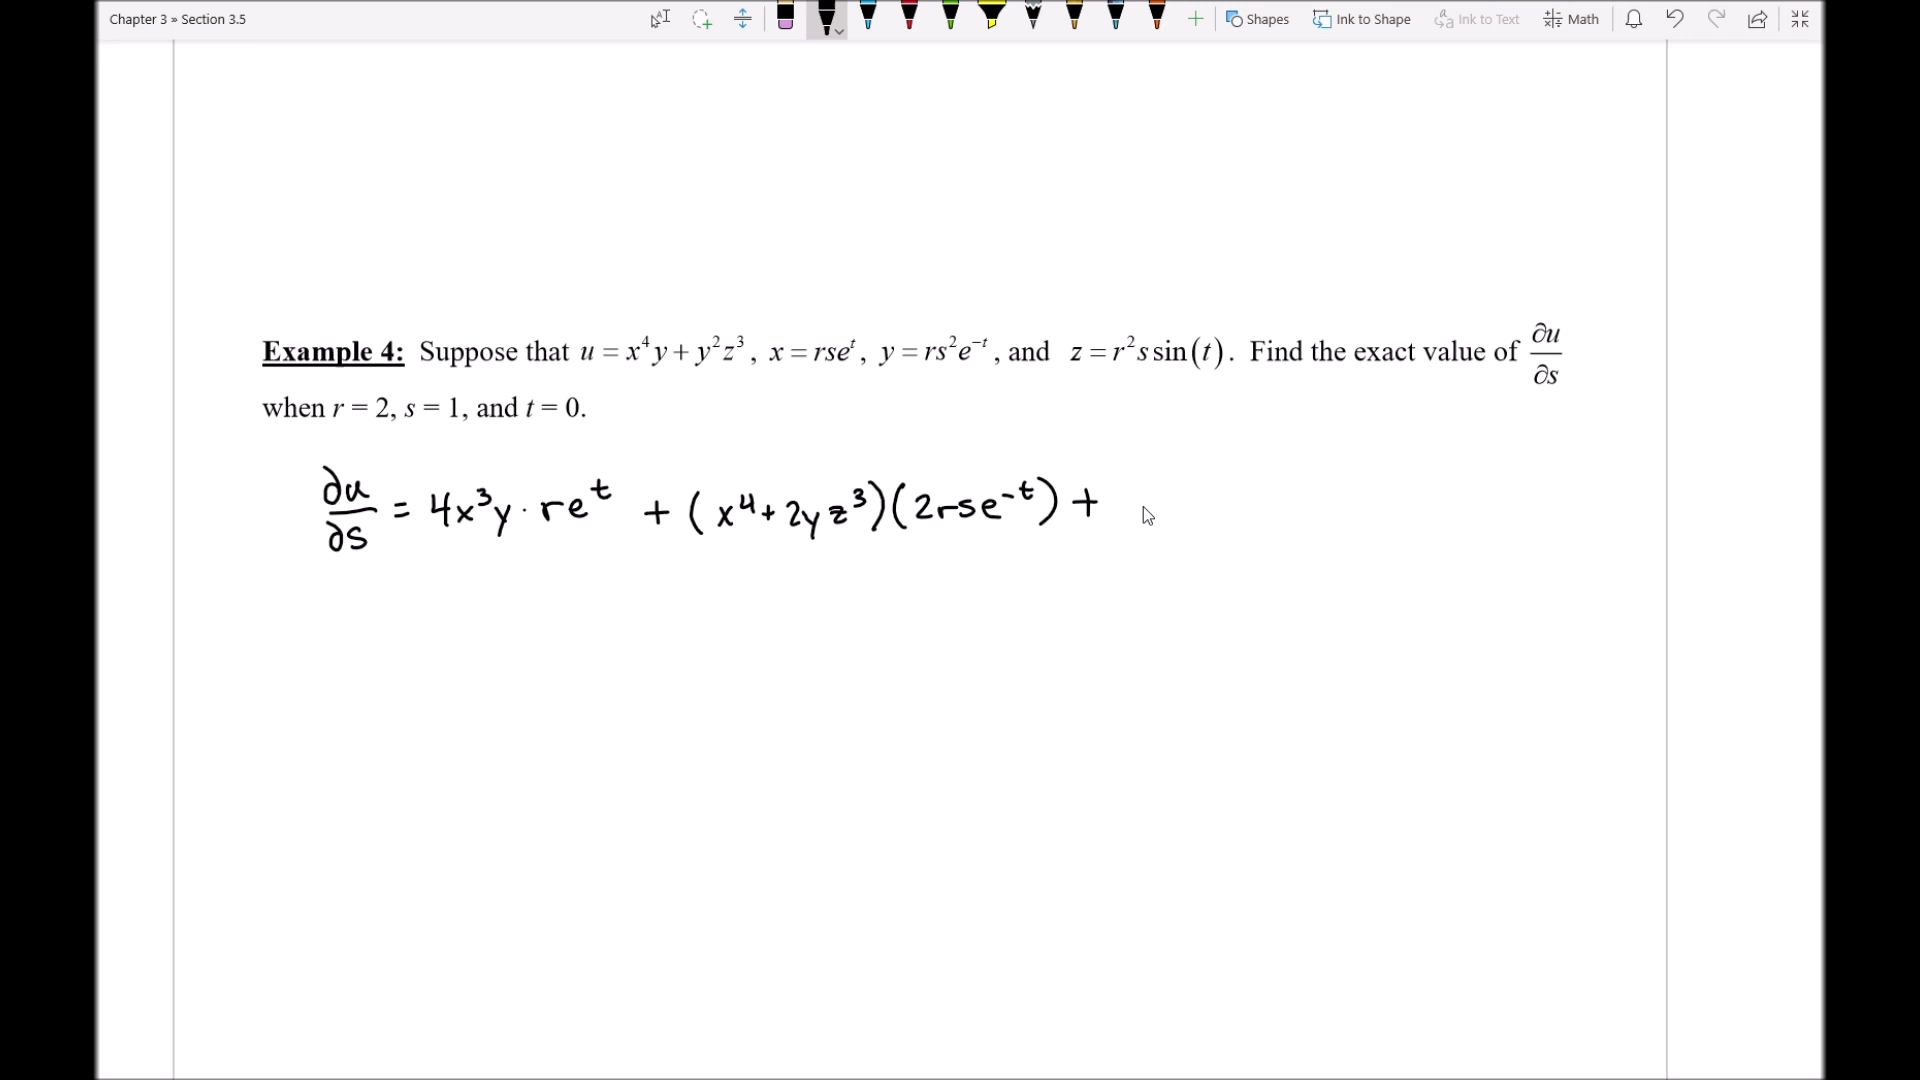 Chapter 3 » Section 3.5
Shapes Ink to Shape Ink to Text Math
Example 4: Suppose that u = x⁴y + y²z³, x = rseᵗ, y = rs²e⁻ᵗ, and z = r²s sin(t). Find the exact value of ∂u/∂s
when r = 2, s = 1, and t = 0.
∂u/∂s = 4x³y · reᵗ + (x⁴ + 2yz³)(2rse⁻ᵗ) +